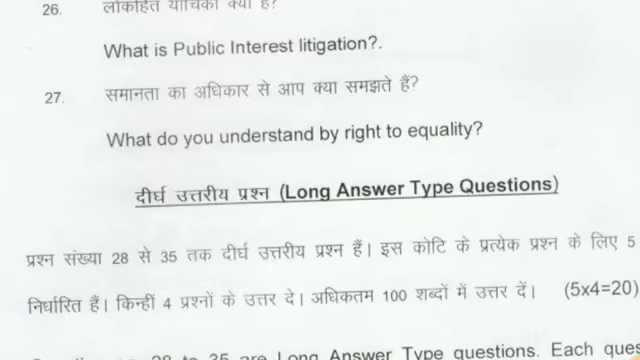 26. लोकहित याचिका क्या है?
What is Public Interest litigation?.
27. समानता का अधिकार से आप क्या समझते हैं?
What do you understand by right to equality?
दीर्घ उत्तरीय प्रश्न (Long Answer Type Questions)
प्रश्न संख्या 28 से 35 तक दीर्घ उत्तरीय प्रश्न हैं। इस कोटि के प्रत्येक प्रश्न के लिए 5
निर्धारित हैं। किन्हीं 4 प्रश्नों के उत्तर दे। अधिकतम 100 शब्दों में उत्तर दें। (5x4=20)
28 to 35 are Long Answer Type questions. Each